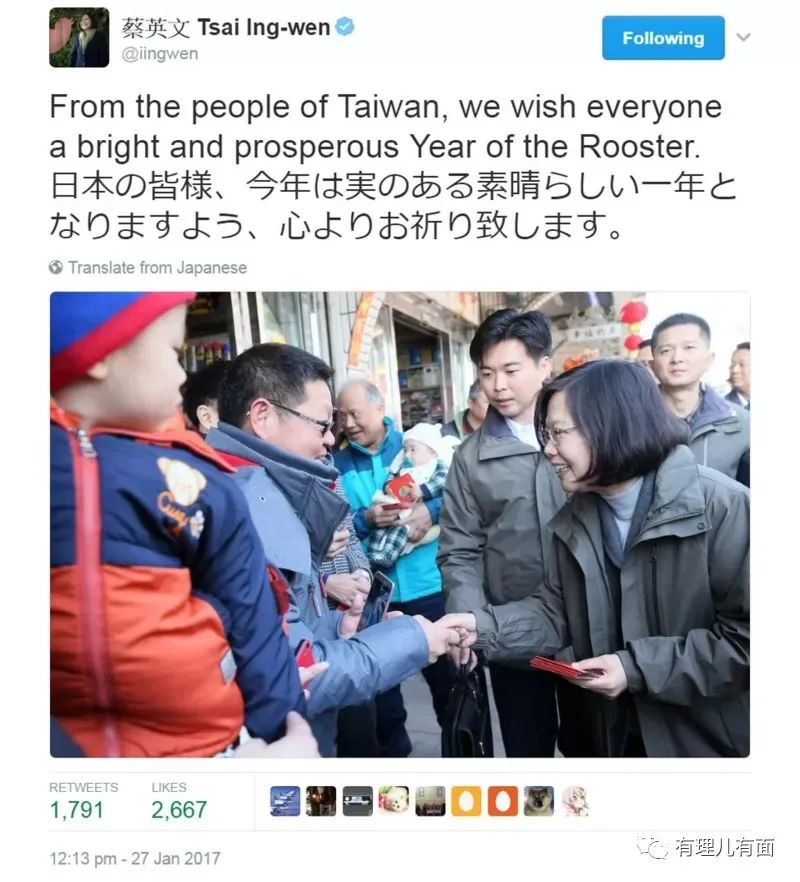 蔡英文 Tsai Ing-wen
@iingwen
Following
From the people of Taiwan, we wish everyone
a bright and prosperous Year of the Rooster.
日本の皆様、今年は実のある素晴らしい一年と
なりますよう、心よりお祈り致します。
Translate from Japanese
RETWEETS
1,791
LIKES
2,667
12:13 pm - 27 Jan 2017
有理儿有面